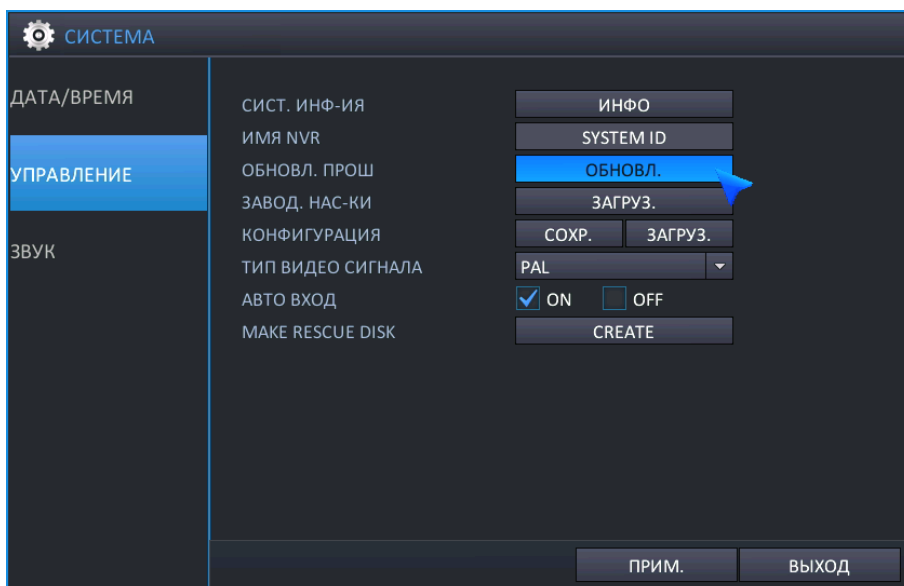 СИСТЕМА
ДАТА/ВРЕМЯ
УПРАВЛЕНИЕ
ЗВУК
СИСТ. ИНФ-ИЯ ИНФО
ИМЯ NVR SYSTEM ID
ОБНОВЛ. ПРОШ ОБНОВЛ.
ЗАВОД. НАС-КИ ЗАГРУЗ.
КОНФИГУРАЦИЯ СОХР. ЗАГРУЗ.
ТИП ВИДЕО СИГНАЛА PAL
АВТО ВХОД ON OFF
MAKE RESCUE DISK CREATE
ПРИМ. ВЫХОД